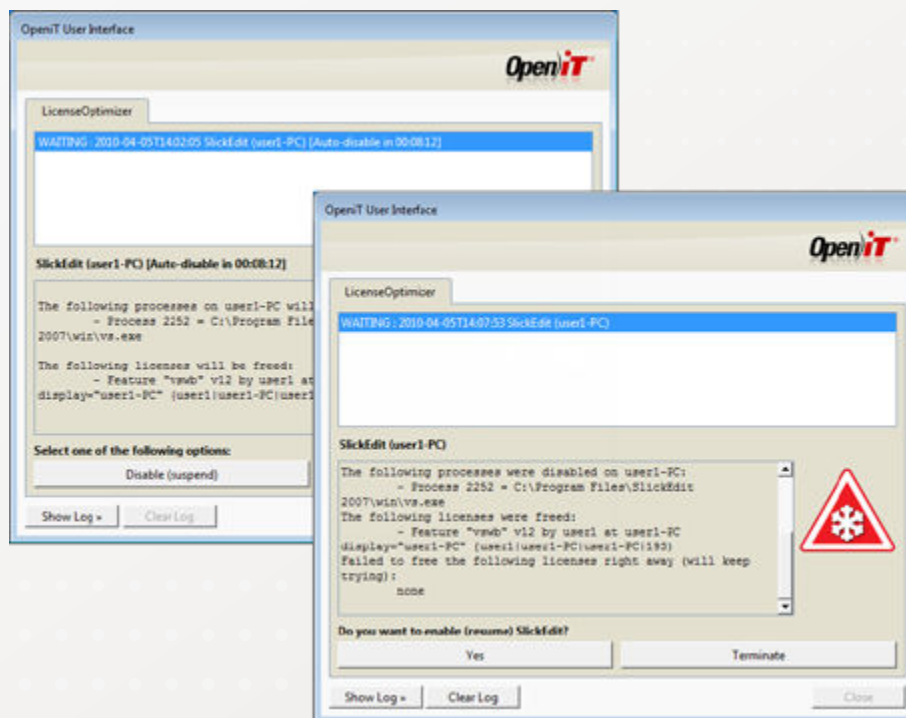 OpeniT User Interface
OpeniT
LicenseOptimizer
WAITING : 2010-04-05T14:02:05 SlickEdit (user1-PC) [Auto-disable in 00:08:12]
SlickEdit (user1-PC) [Auto-disable in 00:08:12]
The following processes on user1-PC will
- Process 2252 = C:\Program File
2007\win\vs.exe
The following licenses will be freed:
- Feature "vswb" v12 by user1 at
display="user1-PC" (user1|user1-PC|user1
Select one of the following options:
Disable (suspend)
Show Log »
Clear Log
OpeniT User Interface
OpeniT
LicenseOptimizer
WAITING : 2010-04-05T14:07:53 SlickEdit (user1-PC)
SlickEdit (user1-PC)
The following processes were disabled on user1-PC:
- Process 2252 = C:\Program Files\SlickEdit
2007\win\vs.exe
The following licenses were freed:
- Feature "vswb" v12 by user1 at user1-PC
display="user1-PC" (user1|user1-PC|user1-PC|193)
Failed to free the following licenses right away (will keep
trying):
none
Do you want to enable (resume) SlickEdit?
Yes
Terminate
Show Log »
Clear Log
Close